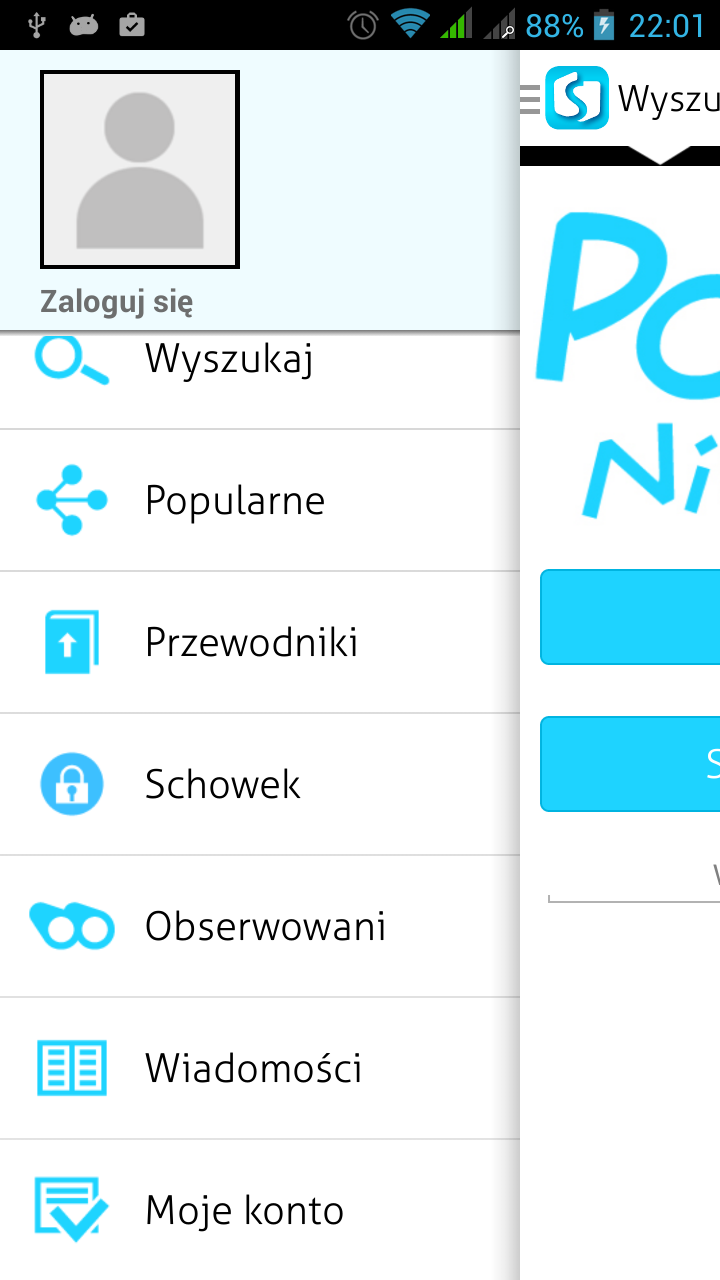 88% 22:01
Zaloguj się
Wyszukaj
Popularne
Przewodniki
Schowek
Obserwowani
Wiadomości
Moje konto
Wyszu
Po
Ni
S